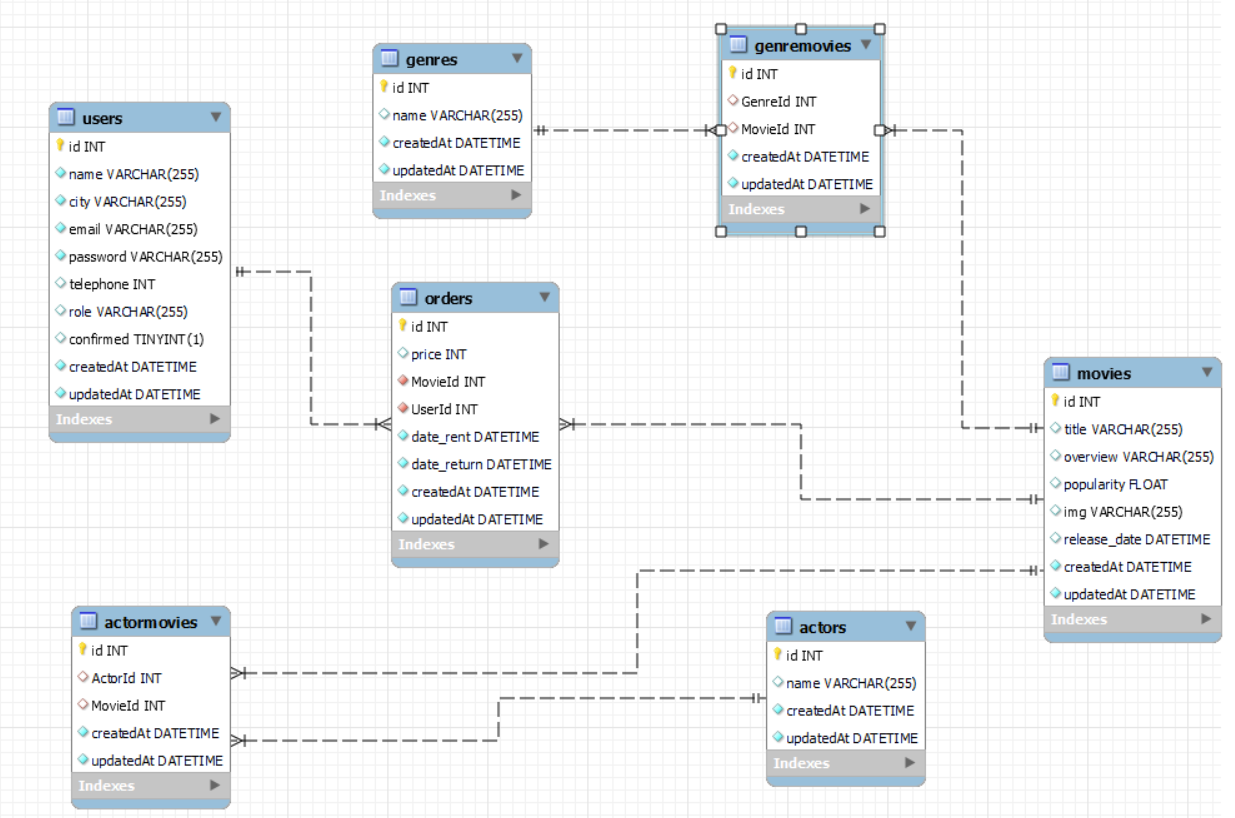 genres
id INT
name VARCHAR(255)
createdAt DATETIME
updatedAt DATETIME
Indexes
genremovies
id INT
GenreId INT
MovieId INT
createdAt DATETIME
updatedAt DATETIME
Indexes
users
id INT
name VARCHAR(255)
city VARCHAR(255)
email VARCHAR(255)
password VARCHAR(255)
telephone INT
role VARCHAR(255)
confirmed TINYINT(1)
createdAt DATETIME
updatedAt DATETIME
Indexes
orders
id INT
price INT
MovieId INT
UserId INT
date_rent DATETIME
date_return DATETIME
createdAt DATETIME
updatedAt DATETIME
Indexes
movies
id INT
title VARCHAR(255)
overview VARCHAR(255)
popularity FLOAT
img VARCHAR(255)
release_date DATETIME
createdAt DATETIME
updatedAt DATETIME
Indexes
actormovies
id INT
ActorId INT
MovieId INT
createdAt DATETIME
updatedAt DATETIME
Indexes
actors
id INT
name VARCHAR(255)
createdAt DATETIME
updatedAt DATETIME
Indexes